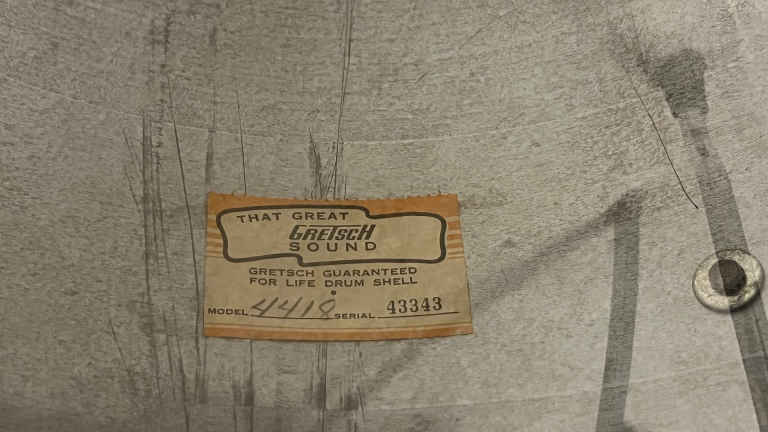 THAT GREAT
GRETSCH
SOUND
GRETSCH GUARANTEED
FOR LIFE DRUM SHELL
MODEL 4418 SERIAL 43343